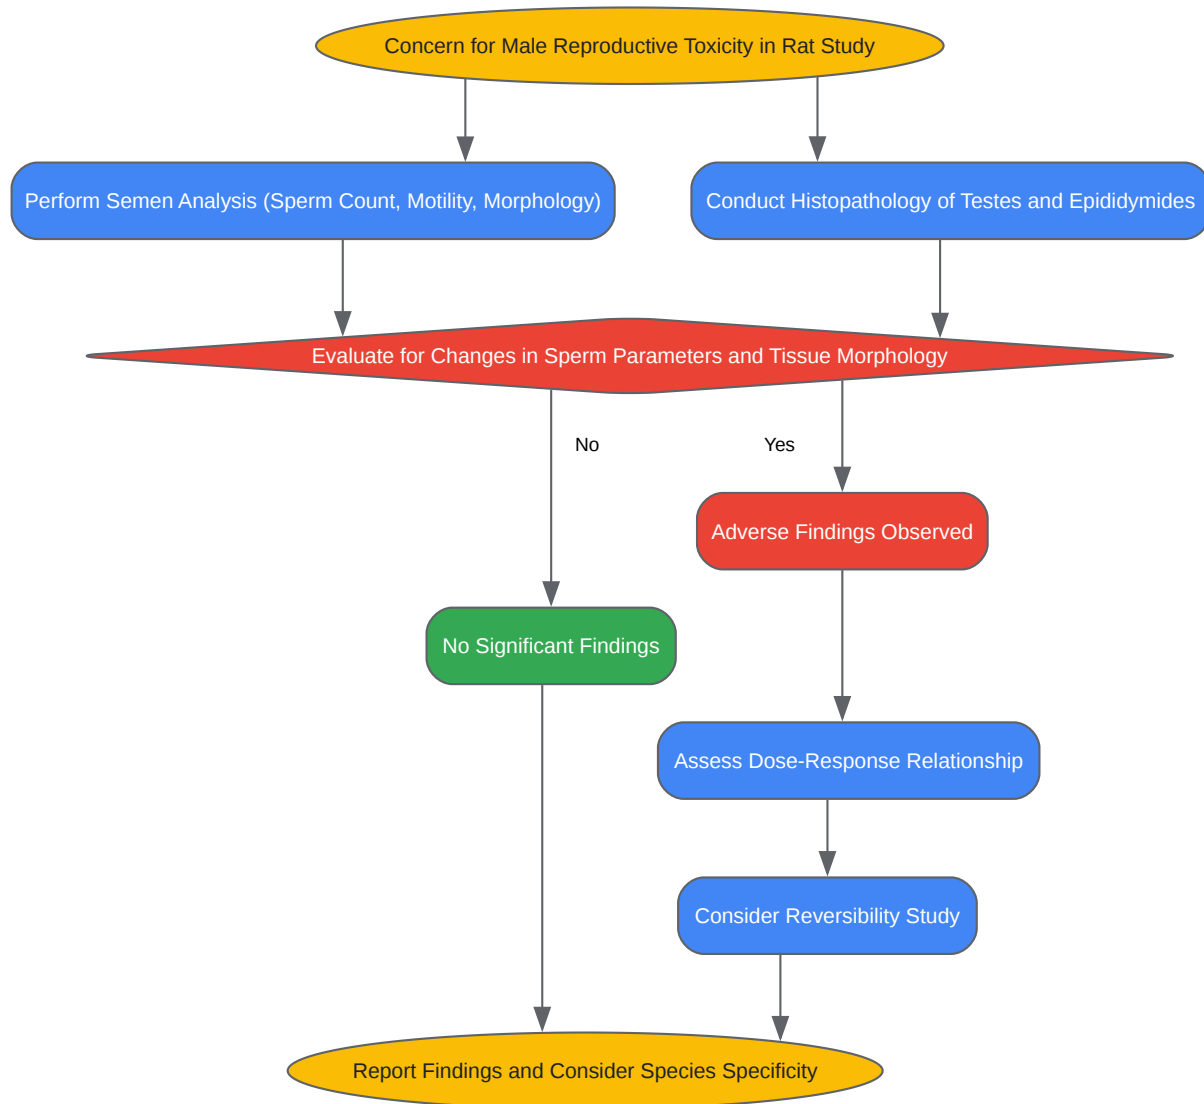 Concern for Male Reproductive Toxicity in Rat Study
Perform Semen Analysis (Sperm Count, Motility, Morphology)
Conduct Histopathology of Testes and Epididymides
Evaluate for Changes in Sperm Parameters and Tissue Morphology
No
Yes
Adverse Findings Observed
No Significant Findings
Assess Dose-Response Relationship
Consider Reversibility Study
Report Findings and Consider Species Specificity